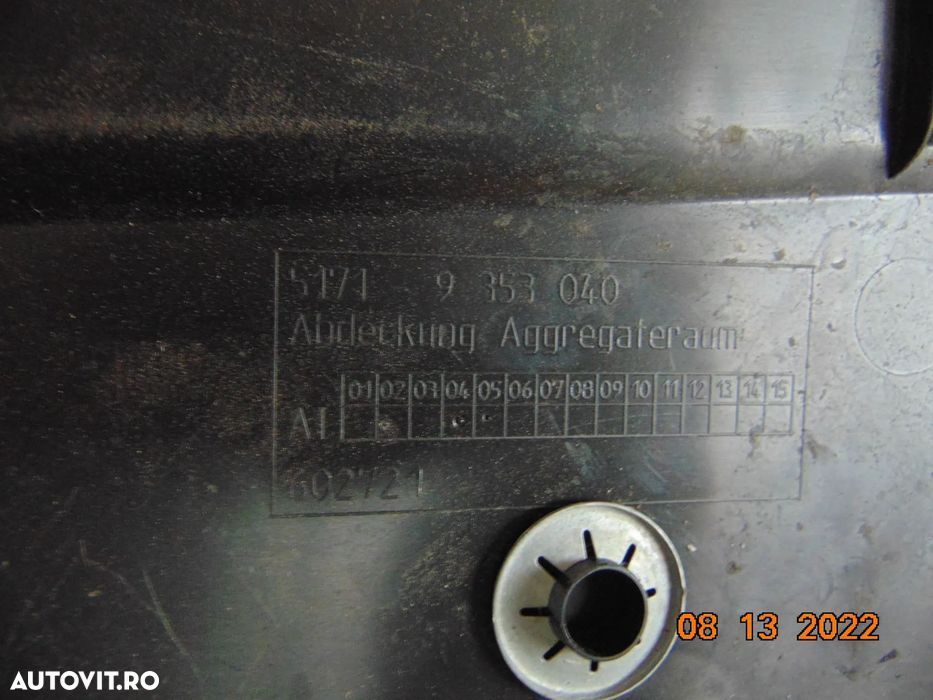 5171 9 353 040
Abdeckung Aggregateraum
01 02 03 04 05 06 07 08 09 10 11 12 13 14 15
AI
602721
08 13 2022
AUTOVIT.RO